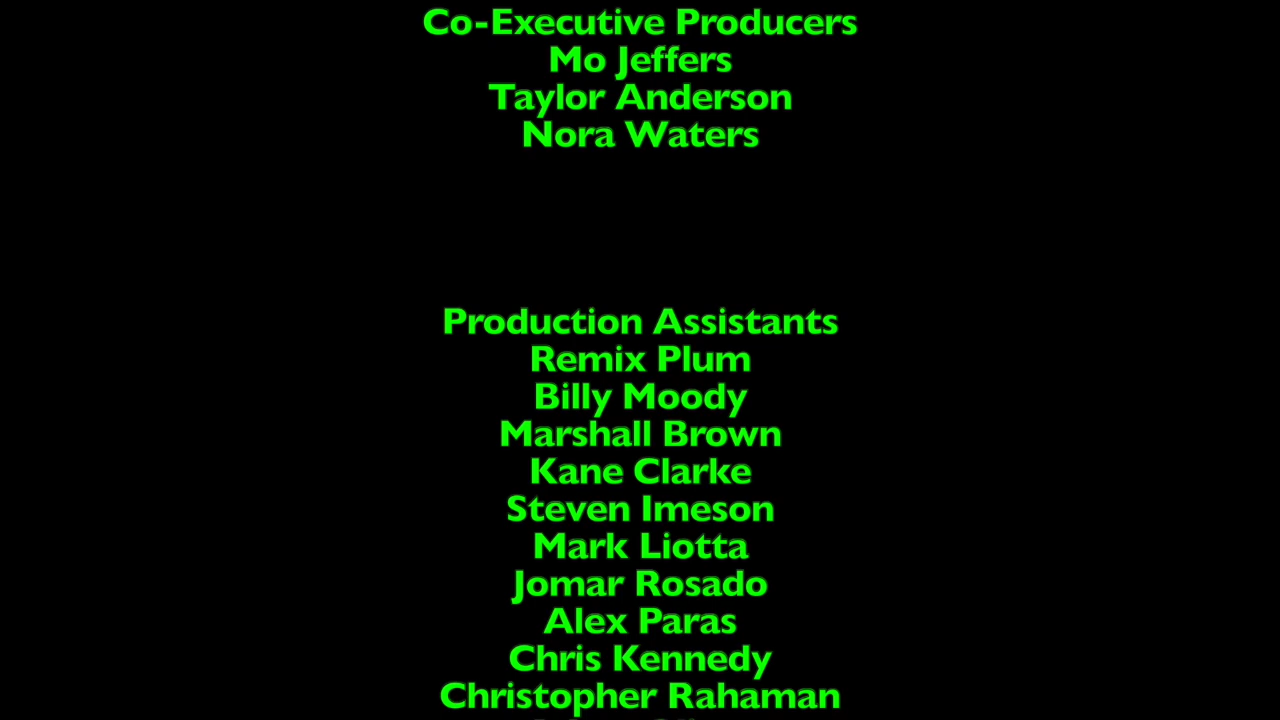 Co-Executive Producers
Mo Jeffers
Taylor Anderson
Nora Waters
Production Assistants
Remix Plum
Billy Moody
Marshall Brown
Kane Clarke
Steven Imeson
Mark Liotta
Jomar Rosado
Alex Paras
Chris Kennedy
Christopher Rahaman